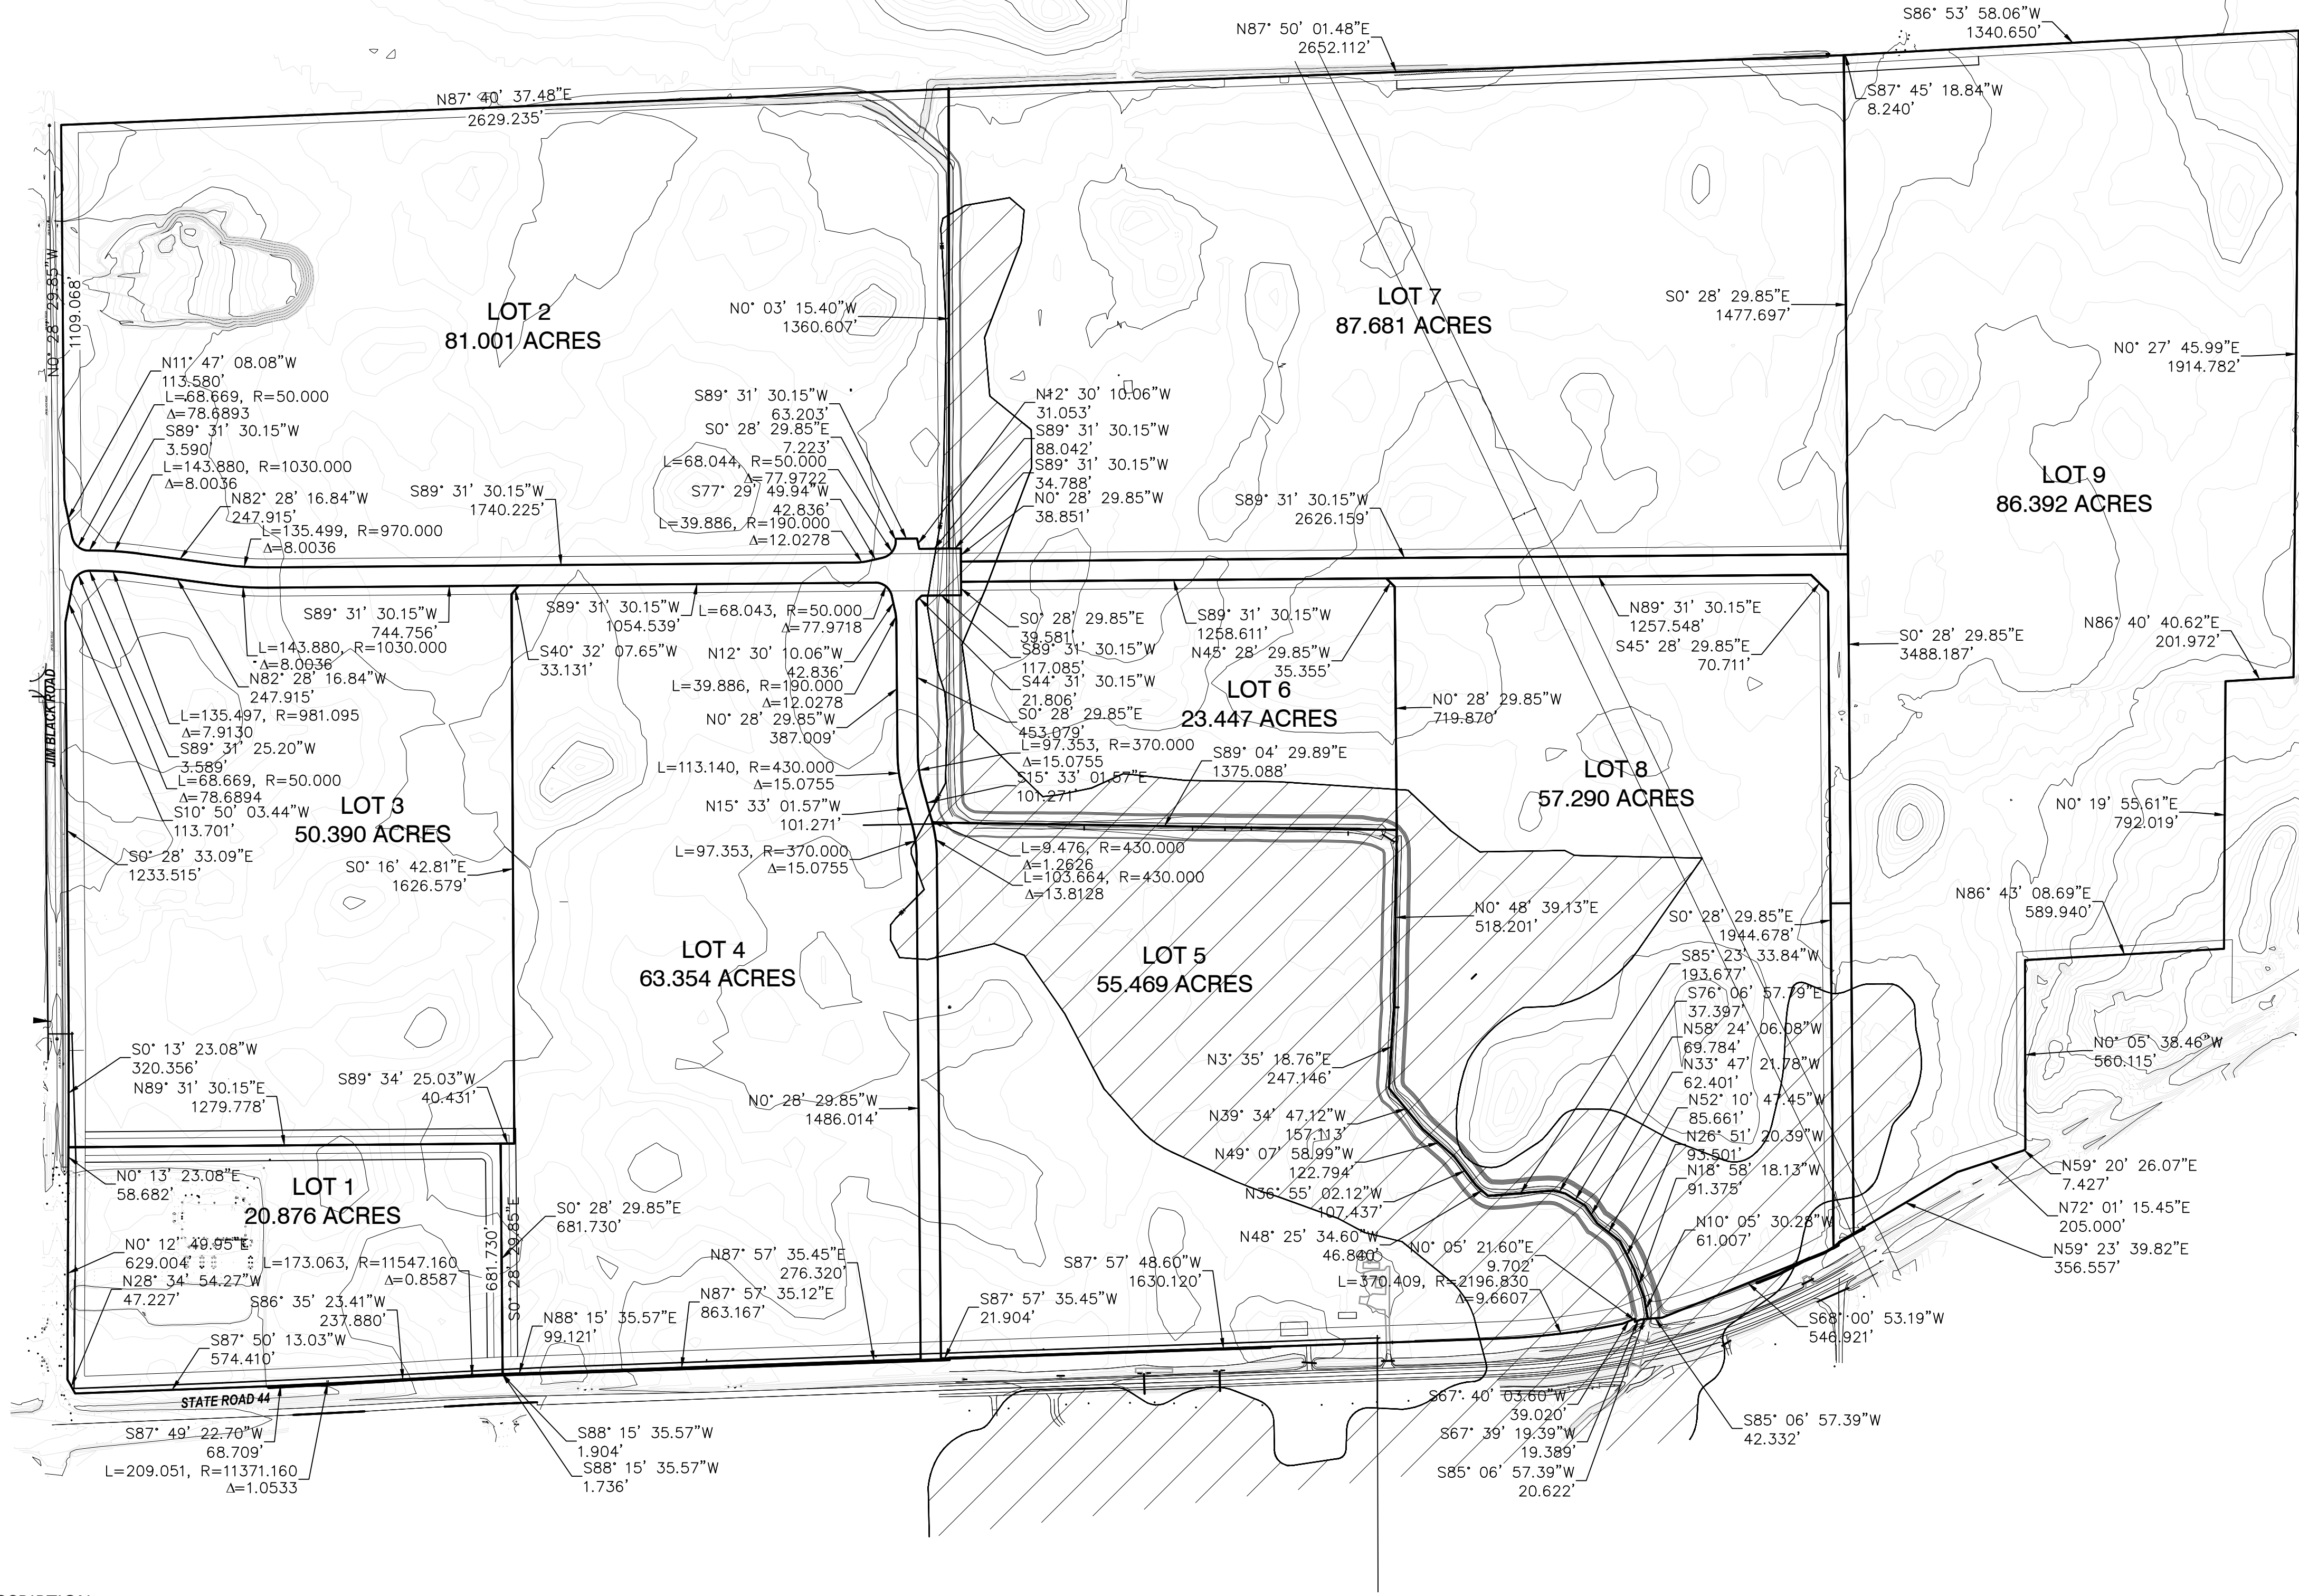 S86° 53' 58.06"W
1340.650'
N87° 50' 01.48"E
2652.112'
S87° 45' 18.84"W
8.240'
N87° 40' 37.48"E
2629.235'
N0° 28' 29.85"W
1109.068'
LOT 2
81.001 ACRES
N0° 03' 15.40"W
1360.607'
LOT 7
87.681 ACRES
S0° 28' 29.85"E
1477.697'
N0° 27' 45.99"E
1914.782'
LOT 9
86.392 ACRES
N11° 47' 08.08"W
113.580'
L=68.669, R=50.000
Δ=78.6893
S89° 31' 30.15"W
3.590'
L=143.880, R=1030.000
Δ=8.0036
N82° 28' 16.84"W
247.915'
L=135.499, R=970.000
Δ=8.0036
S89° 31' 30.15"W
1740.225'
S89° 31' 30.15"W
63.203'
S0° 28' 29.85"E
7.223'
L=68.044, R=50.000
Δ=77.9722
S77° 29' 49.94"W
42.836'
L=39.886, R=190.000
Δ=12.0278
N12° 30' 10.06"W
31.053'
S89° 31' 30.15"W
88.042'
S89° 31' 30.15"W
34.788'
N0° 28' 29.85"W
38.851'
S89° 31' 30.15"W
2626.159'
S89° 31' 30.15"W
744.756'
L=143.880, R=1030.000
Δ=8.0036
N82° 28' 16.84"W
247.915'
L=135.497, R=981.095
Δ=7.9130
S89° 31' 25.20"W
3.589'
L=68.669, R=50.000
Δ=78.6894
S10° 50' 03.44"W
113.701'
S0° 28' 33.09"E
1233.515'
JIM BLACK ROAD
LOT 3
50.390 ACRES
S89° 31' 30.15"W
1054.539'
S40° 32' 07.65"W
33.131'
L=68.043, R=50.000
Δ=77.9718
N12° 30' 10.06"W
42.836'
L=39.886, R=190.000
Δ=12.0278
N0° 28' 29.85"W
387.009'
L=113.140, R=430.000
Δ=15.0755
N15° 33' 01.57"W
101.271'
L=97.353, R=370.000
Δ=15.0755
S0° 16' 42.81"E
1626.579'
S0° 28' 29.85"E
39.581'
S89° 31' 30.15"W
117.085'
S44° 31' 30.15"W
21.806'
S0° 28' 29.85"E
453.079'
L=97.353, R=370.000
Δ=15.0755
S15° 33' 01.57"E
101.271'
S89° 31' 30.15"W
1258.611'
N45° 28' 29.85"W
35.355'
LOT 6
23.447 ACRES
S89° 04' 29.89"E
1375.088'
L=9.476, R=430.000
Δ=1.2626
L=103.664, R=430.000
Δ=13.8128
N89° 31' 30.15"E
1257.548'
S45° 28' 29.85"E
70.711'
N0° 28' 29.85"W
719.870'
LOT 8
57.290 ACRES
S0° 28' 29.85"E
3488.187'
N86° 40' 40.62"E
201.972'
N0° 19' 55.61"E
792.019'
N86° 43' 08.69"E
589.940'
N0° 05' 38.46"W
560.115'
LOT 4
63.354 ACRES
LOT 5
55.469 ACRES
N0° 48' 39.13"E
518.201'
S0° 28' 29.85"E
1944.678'
S85° 23' 33.84"W
193.677'
S76° 06' 57.79"E
37.397'
N58° 24' 06.08"W
69.784'
N33° 47' 21.78"W
62.401'
N52° 10' 47.45"W
85.661'
N26° 51' 20.39"W
93.501'
N18° 58' 18.13"W
91.375'
N10° 05' 30.28"W
61.007'
N3° 35' 18.76"E
247.146'
N39° 34' 47.12"W
157.113'
N49° 07' 58.99"W
122.794'
N36° 55' 02.12"W
107.437'
N48° 25' 34.60"W
46.840'
N0° 05' 21.60"E
9.702'
L=370.409, R=2196.830
Δ=9.6607
S0° 13' 23.08"W
320.356'
N89° 31' 30.15"E
1279.778'
S89° 34' 25.03"W
40.431'
N0° 28' 29.85"W
1486.014'
N0° 13' 23.08"E
58.682'
LOT 1
20.876 ACRES
N0° 12' 49.95"E
629.004'
N28° 34' 54.27"W
47.227'
L=173.063, R=11547.160
Δ=0.8587
S86° 35' 23.41"W
237.880'
S87° 50' 13.03"W
574.410'
681.730'
S0° 28' 29.85"E
S0° 28' 29.85"E
681.730'
N88° 15' 35.57"E
99.121'
N87° 57' 35.12"E
863.167'
N87° 57' 35.45"E
276.320'
S87° 57' 35.45"W
21.904'
S87° 57' 48.60"W
1630.120'
N59° 20' 26.07"E
7.427'
N72° 01' 15.45"E
205.000'
N59° 23' 39.82"E
356.557'
S68° 00' 53.19"W
546.921'
STATE ROAD 44
S87° 49' 22.70"W
68.709'
L=209.051, R=11371.160
Δ=1.0533
S88° 15' 35.57"W
1.904'
S88° 15' 35.57"W
1.736'
S67° 40' 03.60"W
39.020'
S67° 39' 19.39"W
19.389'
S85° 06' 57.39"W
20.622'
S85° 06' 57.39"W
42.332'